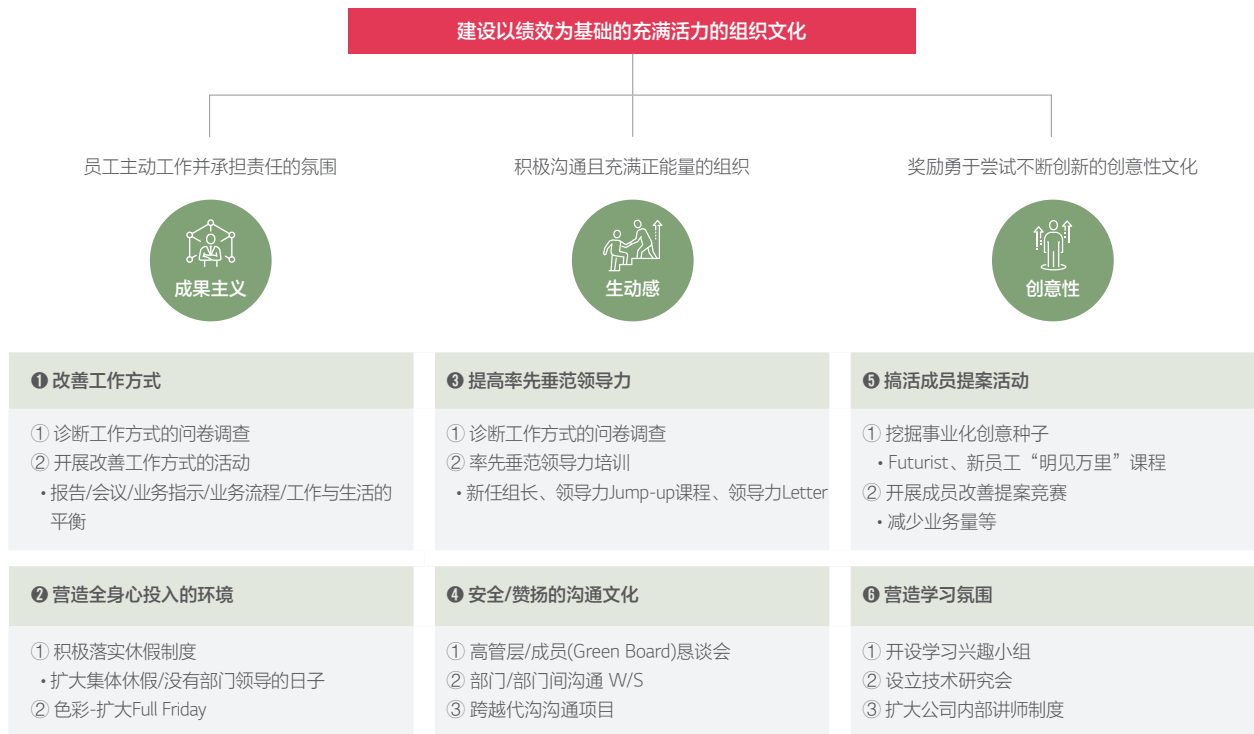 建设以绩效为基础的充满活力的组织文化
员工主动工作并承担责任的氛围
积极沟通且充满正能量的组织
奖励勇于尝试不断创新的创意性文化
成果主义
生动感
创意性
❶ 改善工作方式
① 诊断工作方式的问卷调查
② 开展改善工作方式的活动
• 报告/会议/业务指示/业务流程/工作与生活的
平衡
❸ 提高率先垂范领导力
① 诊断工作方式的问卷调查
② 率先垂范领导力培训
• 新任组长、领导力Jump-up课程、领导力Letter
❺ 搞活成员提案活动
① 挖掘事业化创意种子
• Futurist、新员工“明见万里”课程
② 开展成员改善提案竞赛
• 减少业务量等
❷ 营造全身心投入的环境
① 积极落实休假制度
• 扩大集体休假/没有部门领导的日子
② 色彩-扩大Full Friday
❹ 安全/赞扬的沟通文化
① 高管层/成员(Green Board)恳谈会
② 部门/部门间沟通 W/S
③ 跨越代沟沟通项目
❻ 营造学习氛围
① 开设学习兴趣小组
② 设立技术研究会
③ 扩大公司内部讲师制度